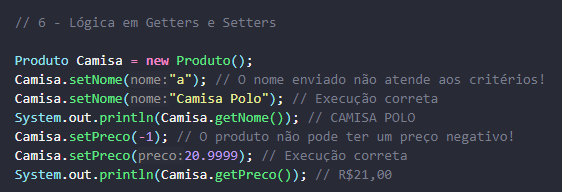 // 6 - Lógica em Getters e Setters
Produto Camisa = new Produto();
Camisa.setNome(nome:"a"); // O nome enviado não atende aos critérios!
Camisa.setNome(nome:"Camisa Polo"); // Execução correta
System.out.println(Camisa.getNome()); // CAMISA POLO
Camisa.setPreco(-1); // O produto não pode ter um preço negativo!
Camisa.setPreco(preco:20.9999); // Execução correta
System.out.println(Camisa.getPreco()); // R$21,00